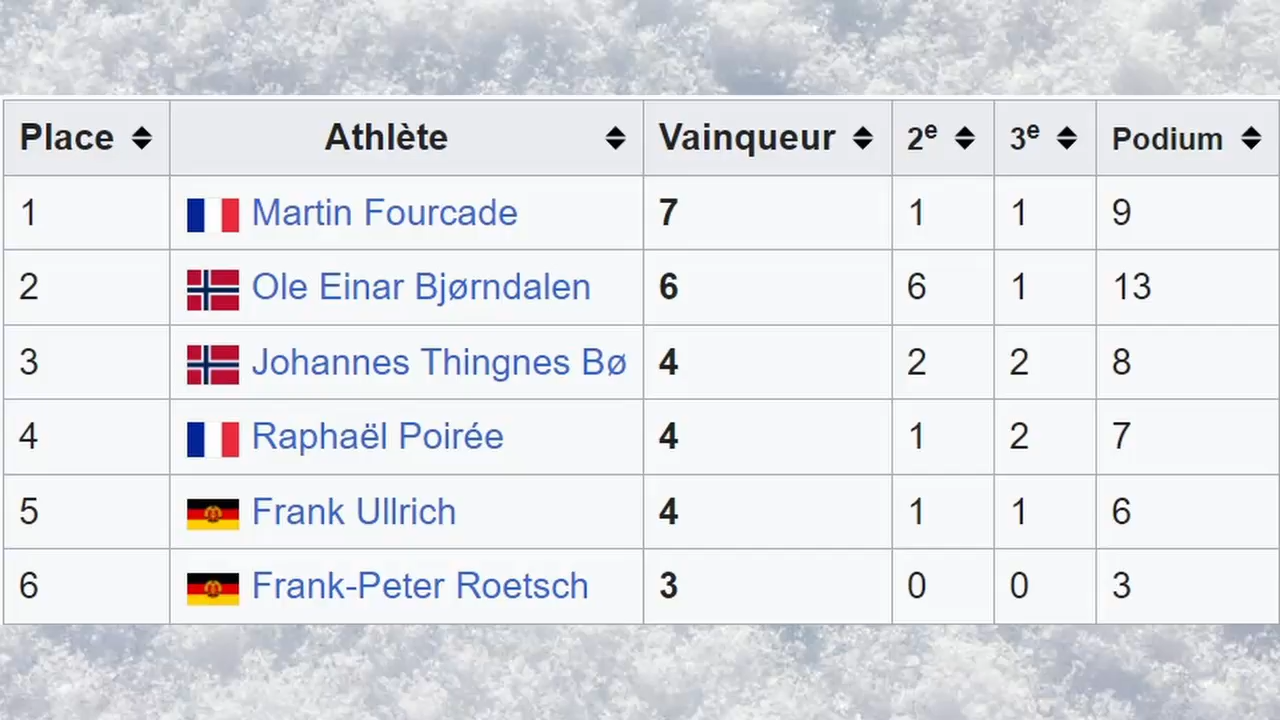 Place Athlète Vainqueur 2e 3e Podium
1 Martin Fourcade 7 1 1 9
2 Ole Einar Bjørndalen 6 6 1 13
3 Johannes Thingnes Bø 4 2 2 8
4 Raphaël Poirée 4 1 2 7
5 Frank Ullrich 4 1 1 6
6 Frank-Peter Roetsch 3 0 0 3